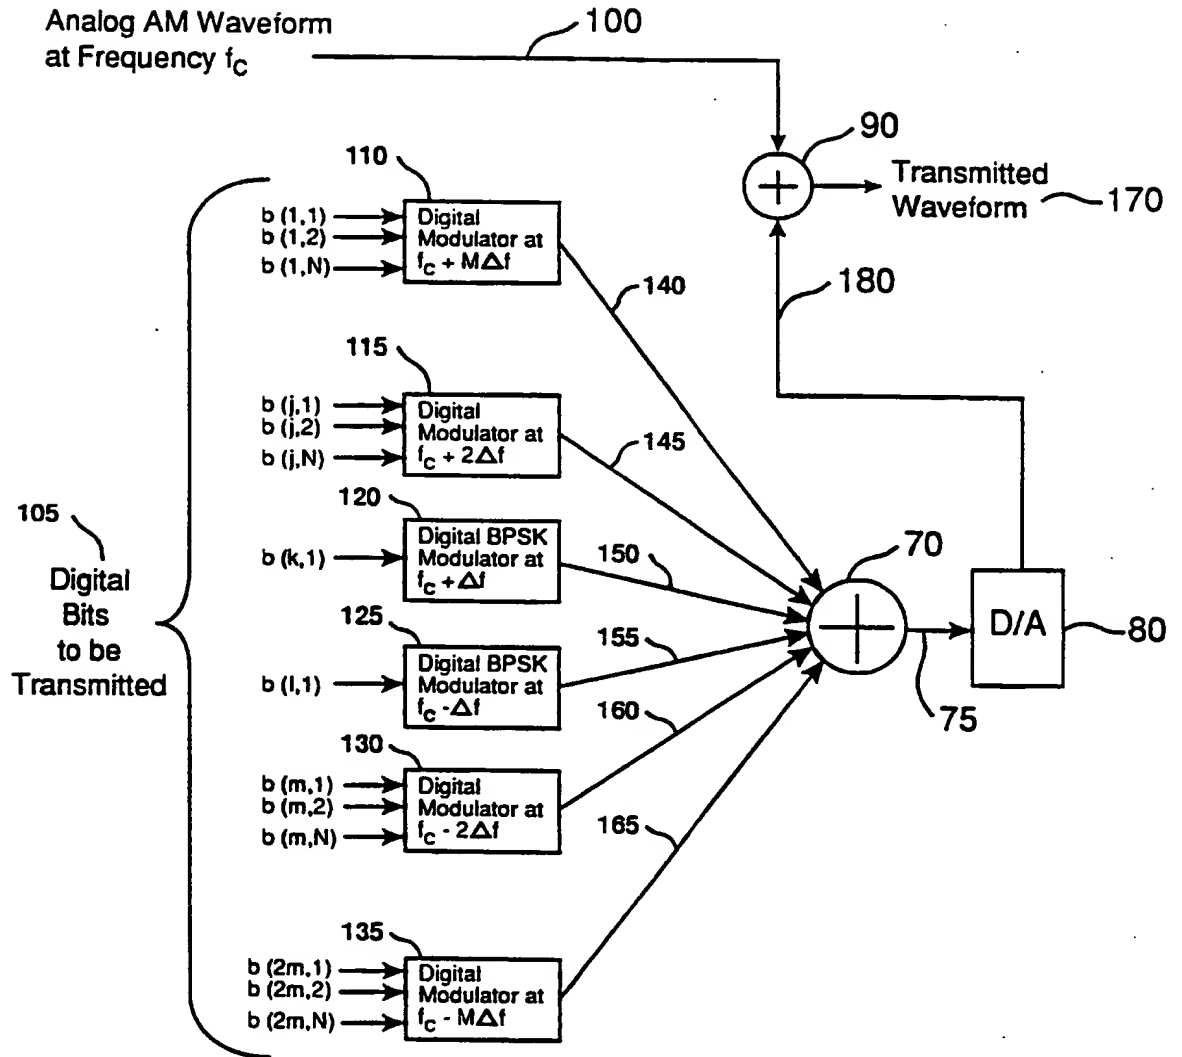 Analog AM Waveform
at Frequency fC
100
90
Transmitted
Waveform
170
180
110
b (1,1)
b (1,2)
b (1,N)
Digital
Modulator at
fC + MΔf
140
115
b (j,1)
b (j,2)
b (j,N)
Digital
Modulator at
fC + 2Δf
145
105
Digital
Bits
to be
Transmitted
120
b (k,1)
Digital BPSK
Modulator at
fC + Δf
150
70
D/A
80
75
125
b (l,1)
Digital BPSK
Modulator at
fC -Δf
155
130
b (m,1)
b (m,2)
b (m,N)
Digital
Modulator at
fC - 2Δf
160
135
b (2m,1)
b (2m,2)
b (2m,N)
Digital
Modulator at
fC - MΔf
165